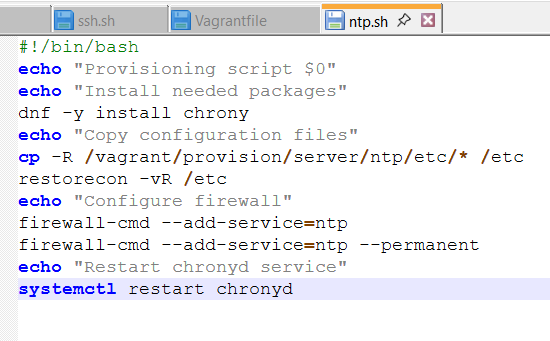 ssh.sh Vagrantfile ntp.sh
#!/bin/bash
echo "Provisioning script $0"
echo "Install needed packages"
dnf -y install chrony
echo "Copy configuration files"
cp -R /vagrant/provision/server/ntp/etc/* /etc
restorecon -vR /etc
echo "Configure firewall"
firewall-cmd --add-service=ntp
firewall-cmd --add-service=ntp --permanent
echo "Restart chronyd service"
systemctl restart chronyd